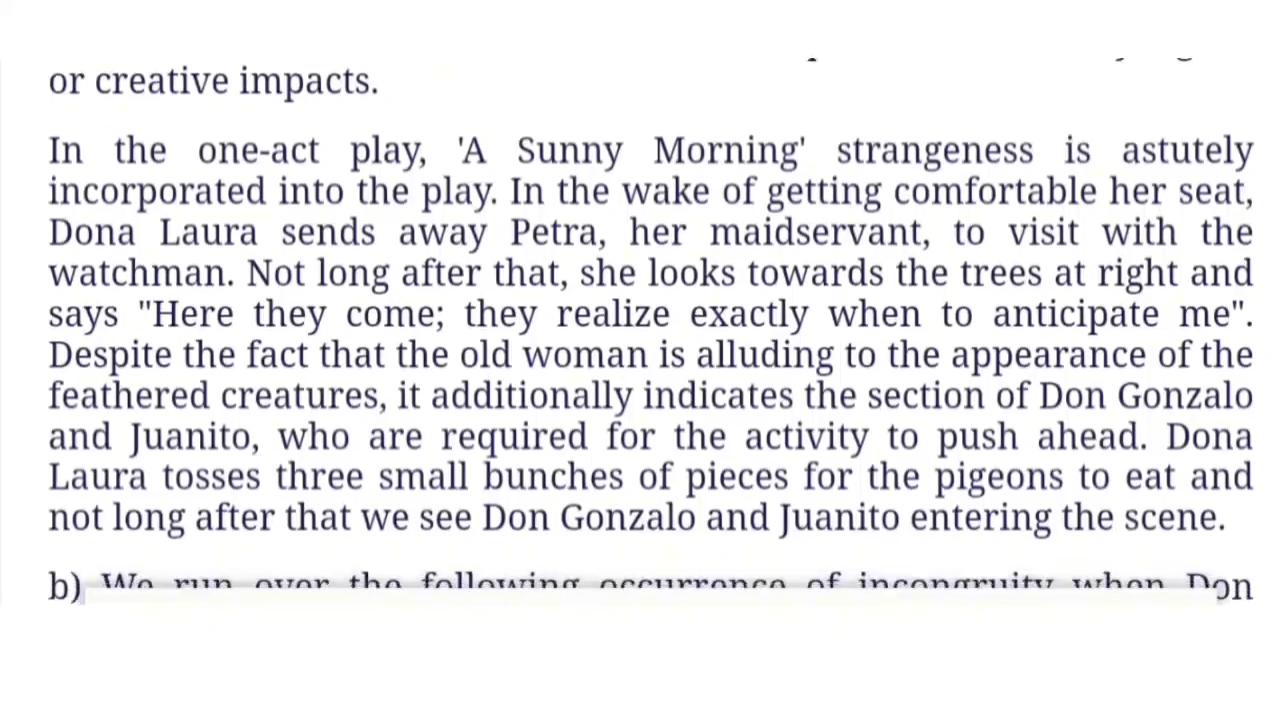 or creative impacts.
In the one-act play, 'A Sunny Morning' strangeness is astutely
incorporated into the play. In the wake of getting comfortable her seat,
Dona Laura sends away Petra, her maidservant, to visit with the
watchman. Not long after that, she looks towards the trees at right and
says "Here they come; they realize exactly when to anticipate me".
Despite the fact that the old woman is alluding to the appearance of the
feathered creatures, it additionally indicates the section of Don Gonzalo
and Juanito, who are required for the activity to push ahead. Dona
Laura tosses three small bunches of pieces for the pigeons to eat and
not long after that we see Don Gonzalo and Juanito entering the scene.
b) We run over the following occurrence of incongruity when Don